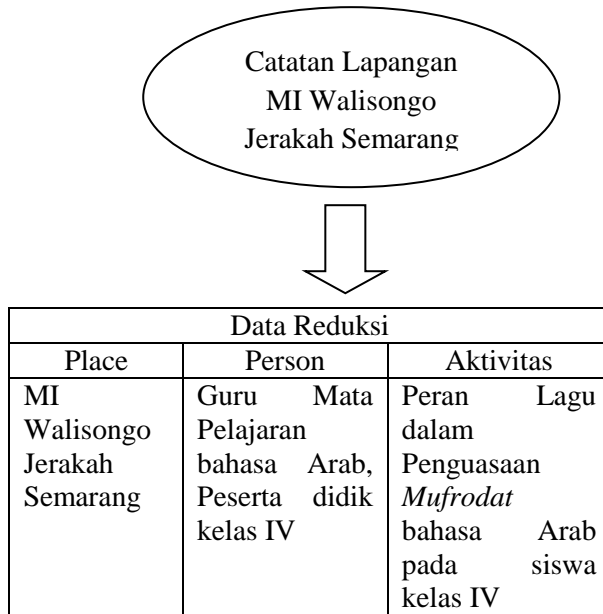 Catatan Lapangan
MI Walisongo
Jerakah Semarang
Data Reduksi
Place
Person
Aktivitas
MI
Walisongo
Jerakah
Semarang
Guru Mata
Pelajaran
bahasa Arab,
Peserta didik
kelas IV
Peran Lagu
dalam
Penguasaan
Mufrodat
bahasa Arab
pada siswa
kelas IV